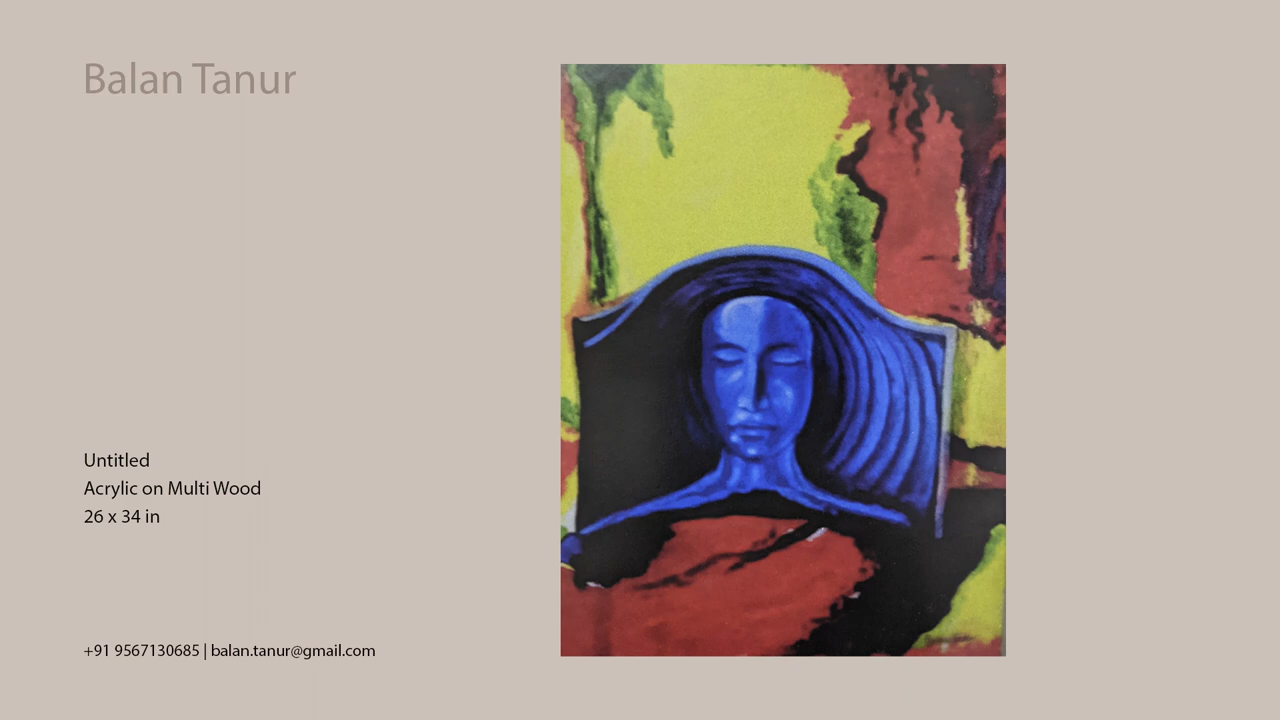 Balan Tanur
Untitled
Acrylic on Multi Wood
26 x 34 in
+91 9567130685 | balan.tanur@gmail.com